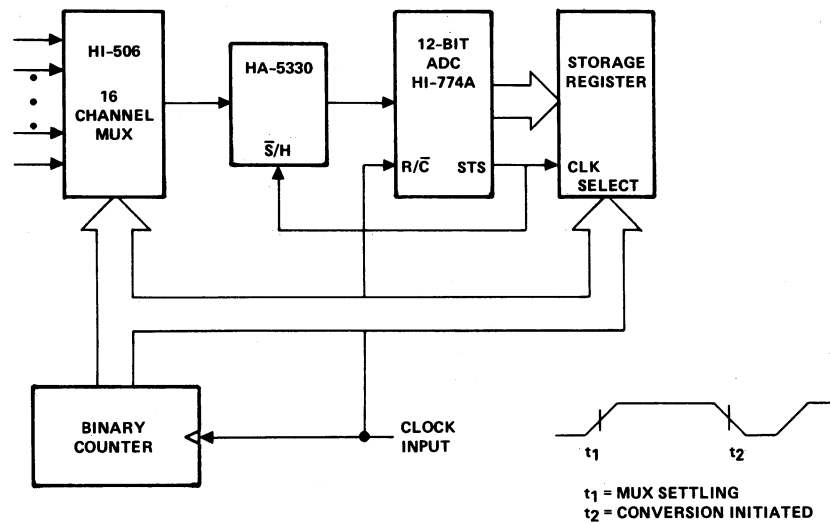 HI-506
16
CHANNEL
MUX
HA-5330
S̅/H
12-BIT
ADC
HI-774A
R/C̅
STS
STORAGE
REGISTER
CLK
SELECT
BINARY
COUNTER
CLOCK
INPUT
t1
t2
t1 = MUX SETTLING
t2 = CONVERSION INITIATED